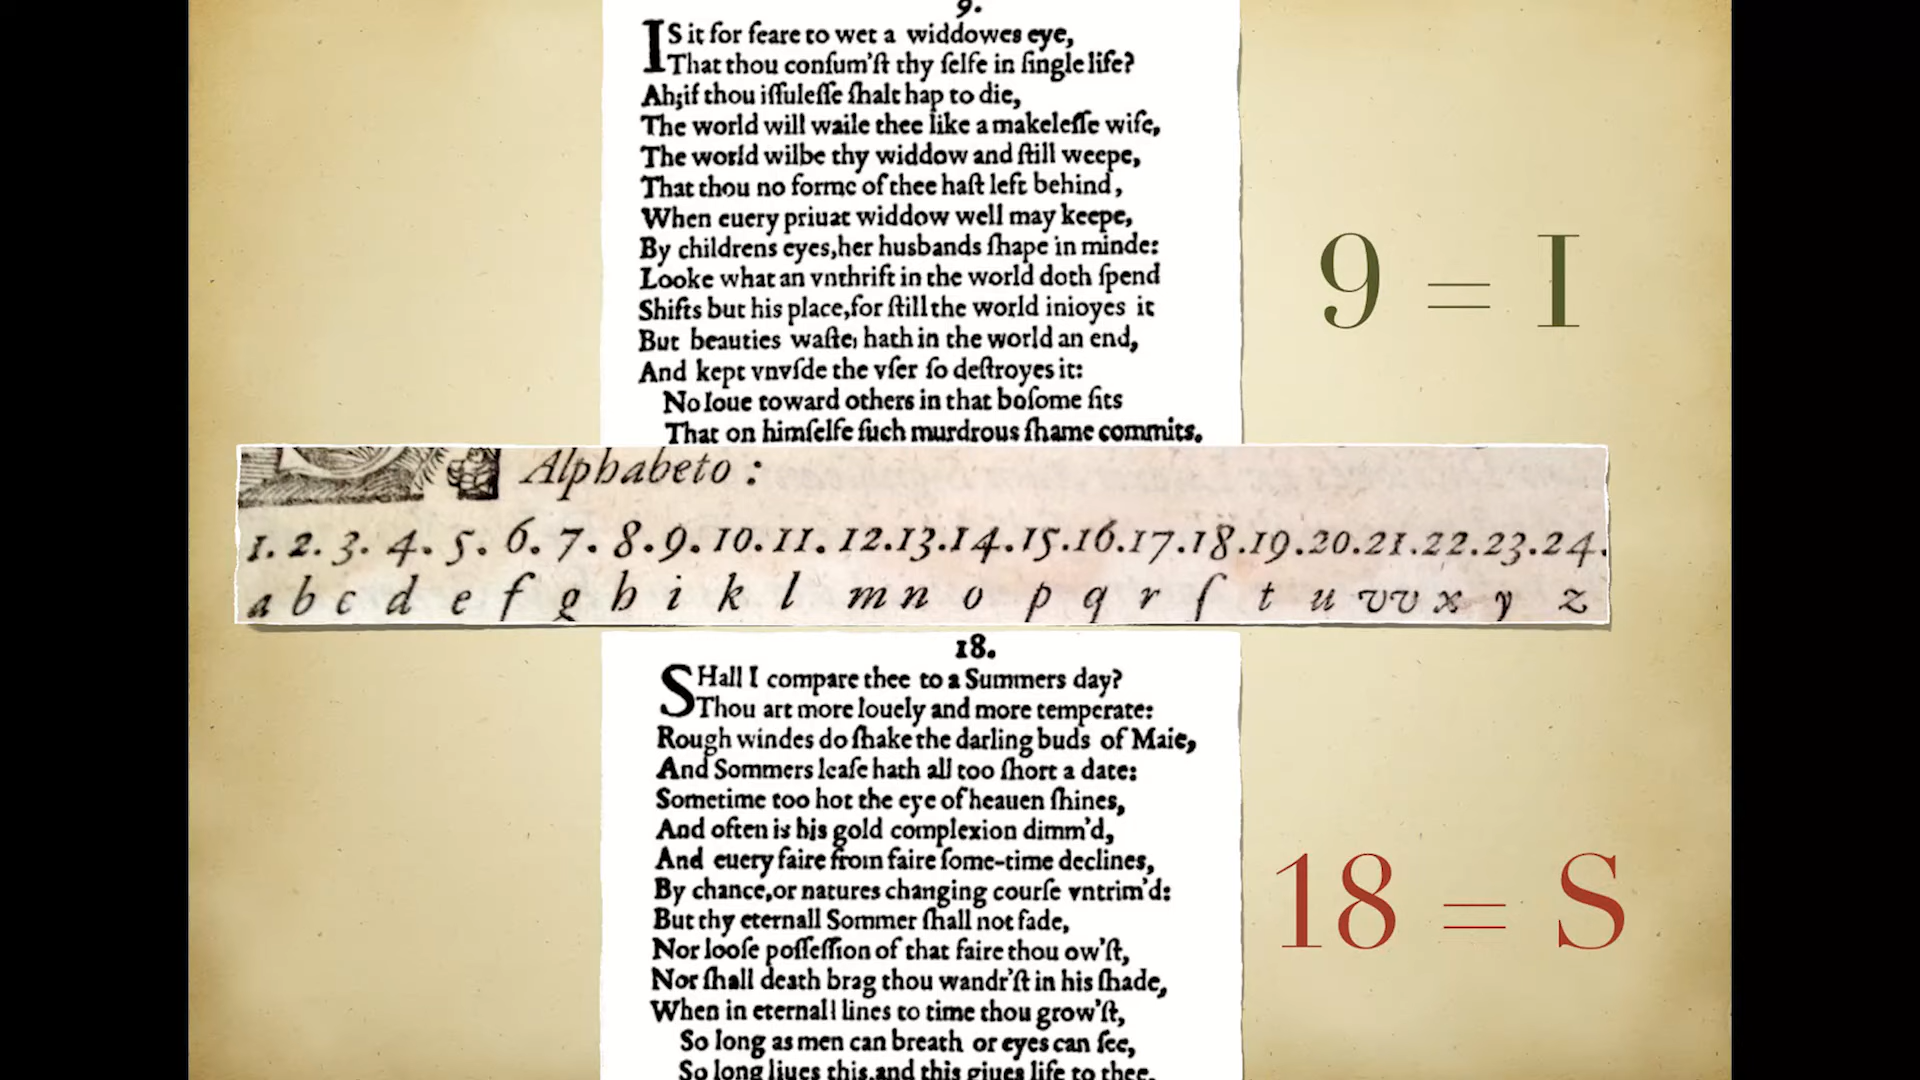 9.
IS it for feare to wet a widdowes eye,
That thou conſum'ſt thy ſelfe in ſingle life?
Ah;if thou iſſuleſſe ſhalt hap to die,
The world will waile thee like a makeleſſe wife,
The world wilbe thy widdow and ſtill weepe,
That thou no forme of thee haſt left behind,
When euery priuat widdow well may keepe,
By childrens eyes,her husbands ſhape in minde:
Looke what an vnthrift in the world doth ſpend
Shifts but his place,for ſtill the world inioyes it
But beauties waſte, hath in the world an end,
And kept vnvſde the vſer ſo deſtroyes it:
No loue toward others in that boſome ſits
That on himſelfe ſuch murdrous ſhame commits.
9 = I
Alphabeto :
1. 2. 3. 4. 5. 6. 7. 8. 9. 10. 11. 12. 13. 14. 15. 16. 17. 18. 19. 20. 21. 22. 23. 24.
a b c d e f g h i k l m n o p q r ſ t u vv x y z
18.
SHall I compare thee to a Summers day?
Thou art more louely and more temperate:
Rough windes do ſhake the darling buds of Maie,
And Sommers leaſe hath all too ſhort a date:
Sometime too hot the eye of heauen ſhines,
And often is his gold complexion dimm'd,
And euery faire from faire ſome-time declines,
By chance,or natures changing courſe vntrim'd:
But thy eternall Sommer ſhall not fade,
Nor looſe poſſeſſion of that faire thou ow'ſt,
Nor ſhall death brag thou wandr'ſt in his ſhade,
When in eternall lines to time thou grow'ſt,
So long as men can breath or eyes can ſee,
So long liues this,and this giues life to thee.
18 = S